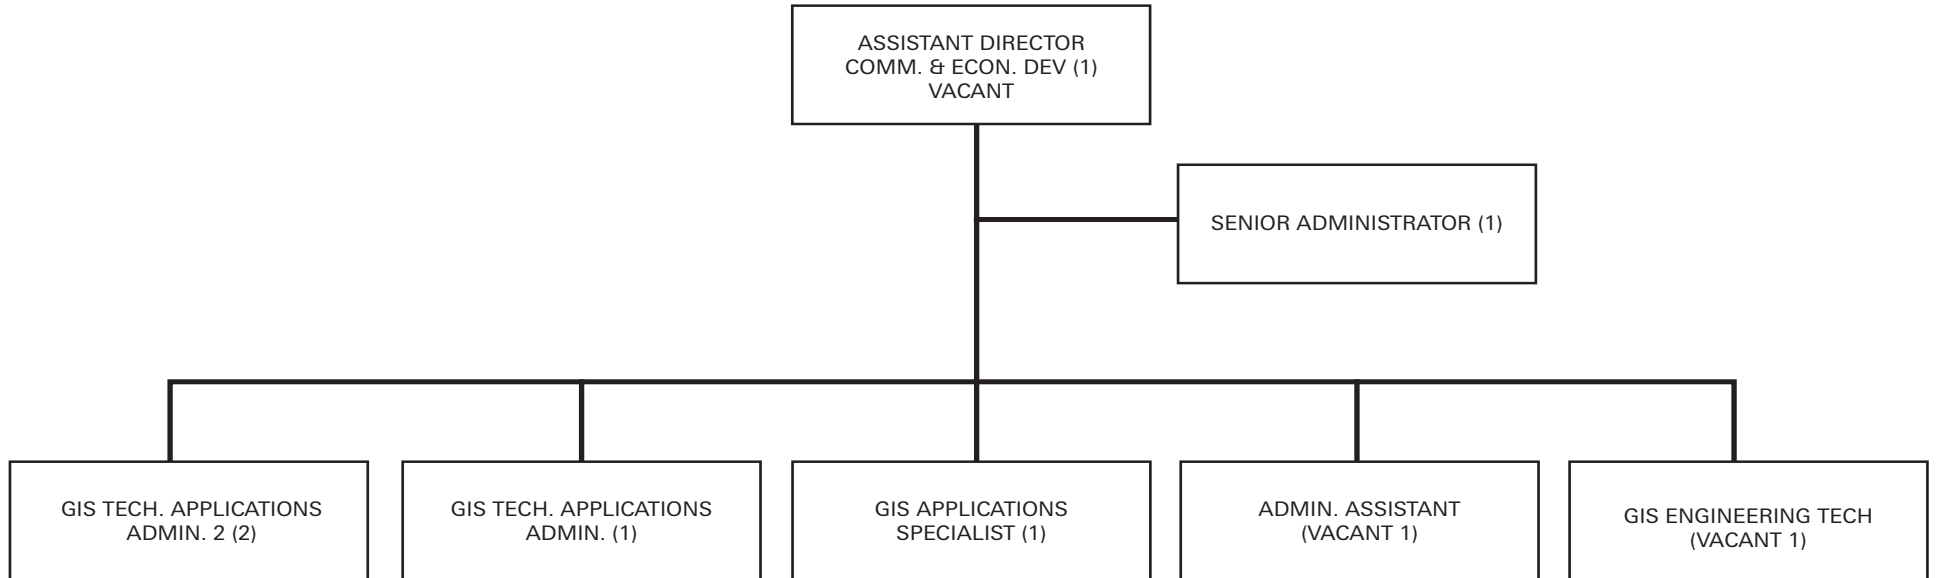 ASSISTANT DIRECTOR
COMM. & ECON. DEV (1)
VACANT
SENIOR ADMINISTRATOR (1)
GIS TECH. APPLICATIONS
ADMIN. 2 (2)
GIS TECH. APPLICATIONS
ADMIN. (1)
GIS APPLICATIONS
SPECIALIST (1)
ADMIN. ASSISTANT
(VACANT 1)
GIS ENGINEERING TECH
(VACANT 1)